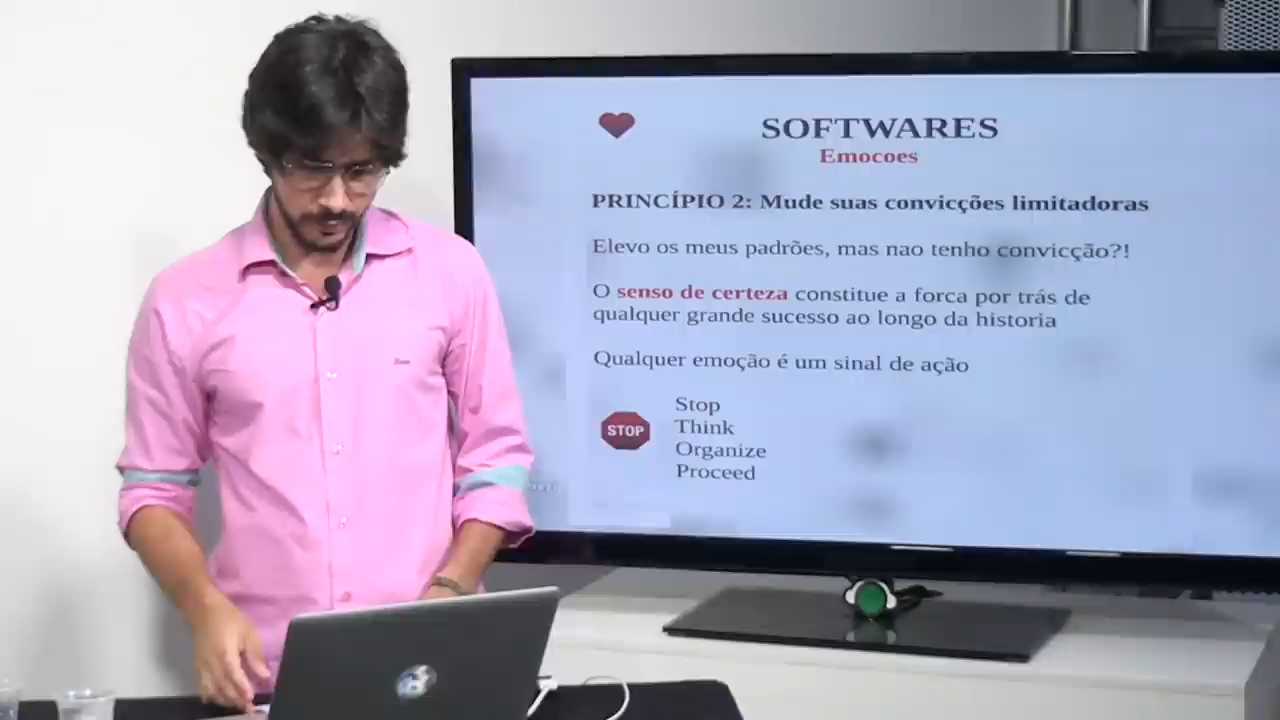 SOFTWARES
Emocoes
PRINCÍPIO 2: Mude suas convicções limitadoras
Elevo os meus padrões, mas nao tenho convicção?!
O senso de certeza constitue a forca por trás de
qualquer grande sucesso ao longo da historia
Qualquer emoção é um sinal de ação
STOP
Stop
Think
Organize
Proceed